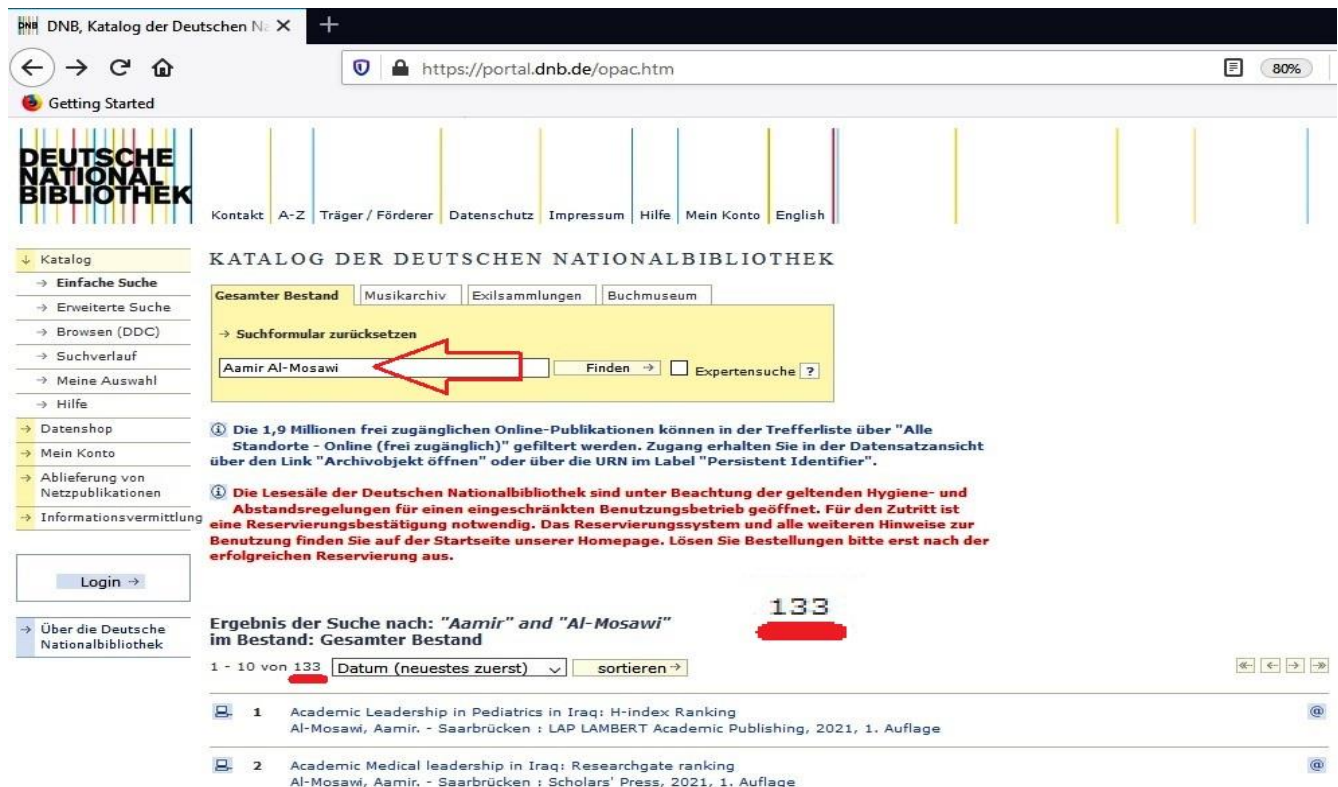 DNB, Katalog der Deutschen Na
https://portal.dnb.de/opac.htm
80%
Getting Started
DEUTSCHE
NATIONAL
BIBLIOTHEK
Kontakt A-Z Träger / Förderer Datenschutz Impressum Hilfe Mein Konto English
Katalog
Einfache Suche
Erweiterte Suche
Browsen (DDC)
Suchverlauf
Meine Auswahl
Hilfe
Datenshop
Mein Konto
Ablieferung von
Netzpublikationen
Informationsvermittlung
Login
Über die Deutsche
Nationalbibliothek
KATALOG DER DEUTSCHEN NATIONALBIBLIOTHEK
Gesamter Bestand Musikarchiv Exilsammlungen Buchmuseum
Suchformular zurücksetzen
Aamir Al-Mosawi Finden Expertensuche ?
Die 1,9 Millionen frei zugänglichen Online-Publikationen können in der Trefferliste über "Alle
Standorte - Online (frei zugänglich)" gefiltert werden. Zugang erhalten Sie in der Datensatzansicht
über den Link "Archivobjekt öffnen" oder über die URN im Label "Persistent Identifier".
Die Lesesäle der Deutschen Nationalbibliothek sind unter Beachtung der geltenden Hygiene- und
Abstandsregelungen für einen eingeschränkten Benutzungsbetrieb geöffnet. Für den Zutritt ist
eine Reservierungsbestätigung notwendig. Das Reservierungssystem und alle weiteren Hinweise zur
Benutzung finden Sie auf der Startseite unserer Homepage. Lösen Sie Bestellungen bitte erst nach der
erfolgreichen Reservierung aus.
133
Ergebnis der Suche nach: "Aamir" and "Al-Mosawi"
im Bestand: Gesamter Bestand
1 - 10 von 133 Datum (neuestes zuerst) sortieren
1 Academic Leadership in Pediatrics in Iraq: H-index Ranking
Al-Mosawi, Aamir. - Saarbrücken : LAP LAMBERT Academic Publishing, 2021, 1. Auflage
2 Academic Medical leadership in Iraq: Researchgate ranking
Al-Mosawi, Aamir. - Saarbrücken : Scholars' Press, 2021, 1. Auflage